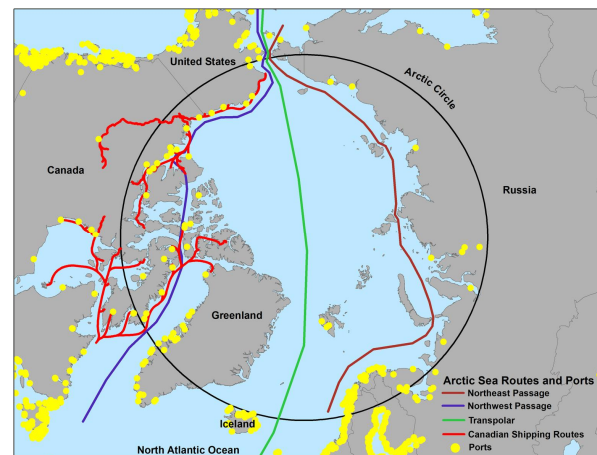 United States
Arctic Circle
Canada
Russia
Greenland
Iceland
North Atlantic Ocean
Arctic Sea Routes and Ports
Northeast Passage
Northwest Passage
Transpolar
Canadian Shipping Routes
Ports